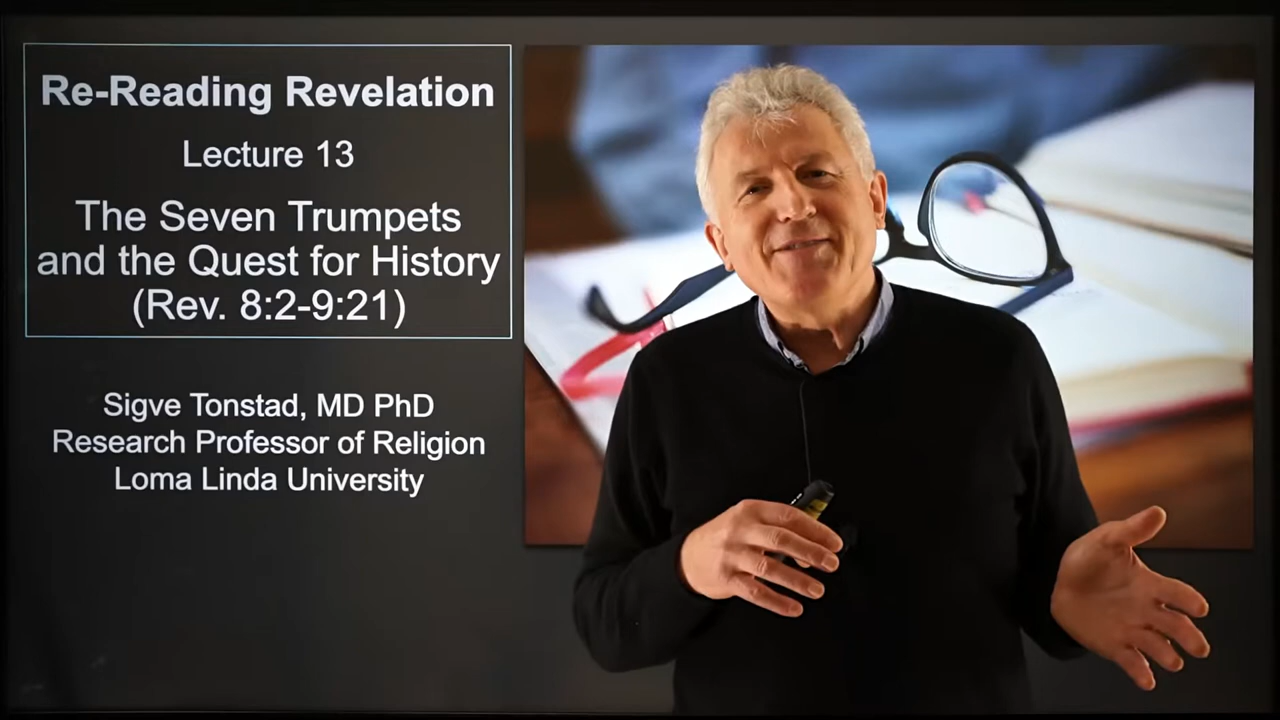 Re-Reading Revelation
Lecture 13
The Seven Trumpets
and the Quest for History
(Rev. 8:2-9:21)
Sigve Tonstad, MD PhD
Research Professor of Religion
Loma Linda University